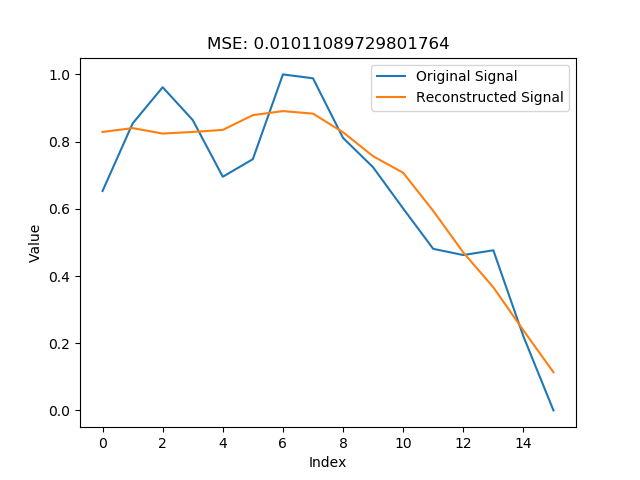 MSE: 0.01011089729801764
Original Signal
Reconstructed Signal
1.0
0.8
0.6
0.4
0.2
0.0
Value
0 2 4 6 8 10 12 14
Index